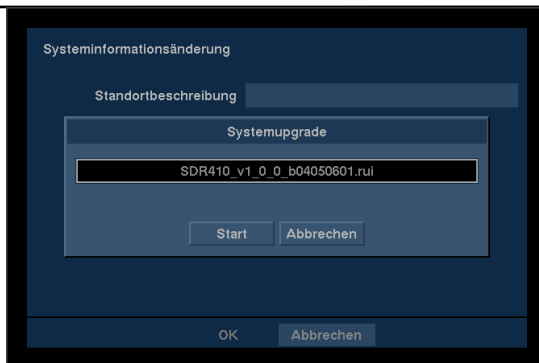 Systeminformationsänderung
Standortbeschreibung
Systemupgrade
SDR410_v1_0_0_b04050601.rui
Start Abbrechen
OK Abbrechen